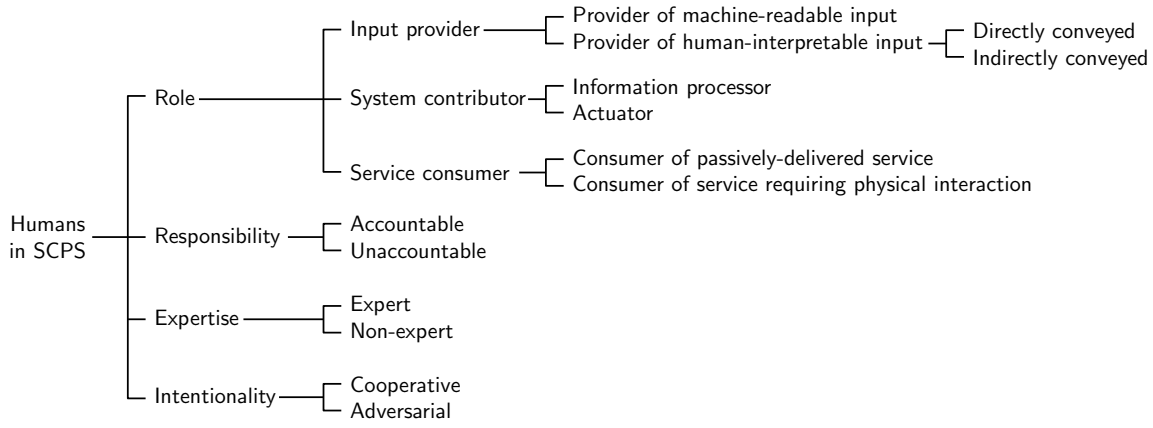 Provider of machine-readable input
Input provider
Provider of human-interpretable input
Directly conveyed
Indirectly conveyed
Role
System contributor
Information processor
Actuator
Service consumer
Consumer of passively-delivered service
Consumer of service requiring physical interaction
Humans
in SCPS
Responsibility
Accountable
Unaccountable
Expertise
Expert
Non-expert
Intentionality
Cooperative
Adversarial